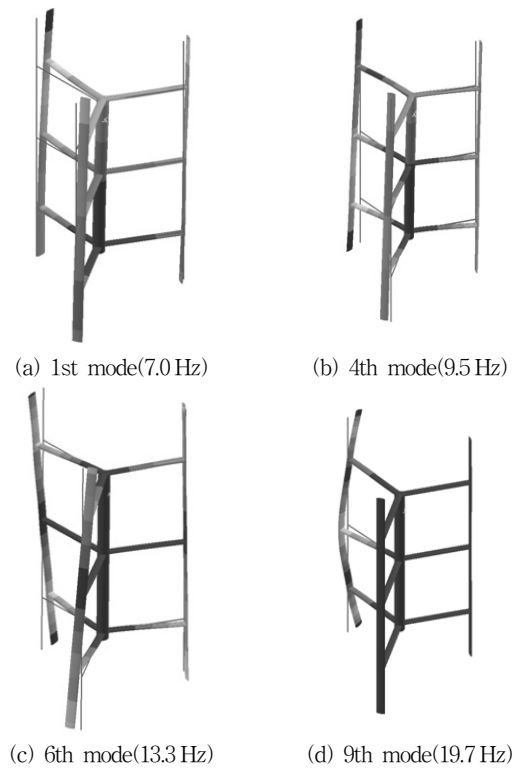 (a) 1st mode(7.0 Hz)
(b) 4th mode(9.5 Hz)
(c) 6th mode(13.3 Hz)
(d) 9th mode(19.7 Hz)